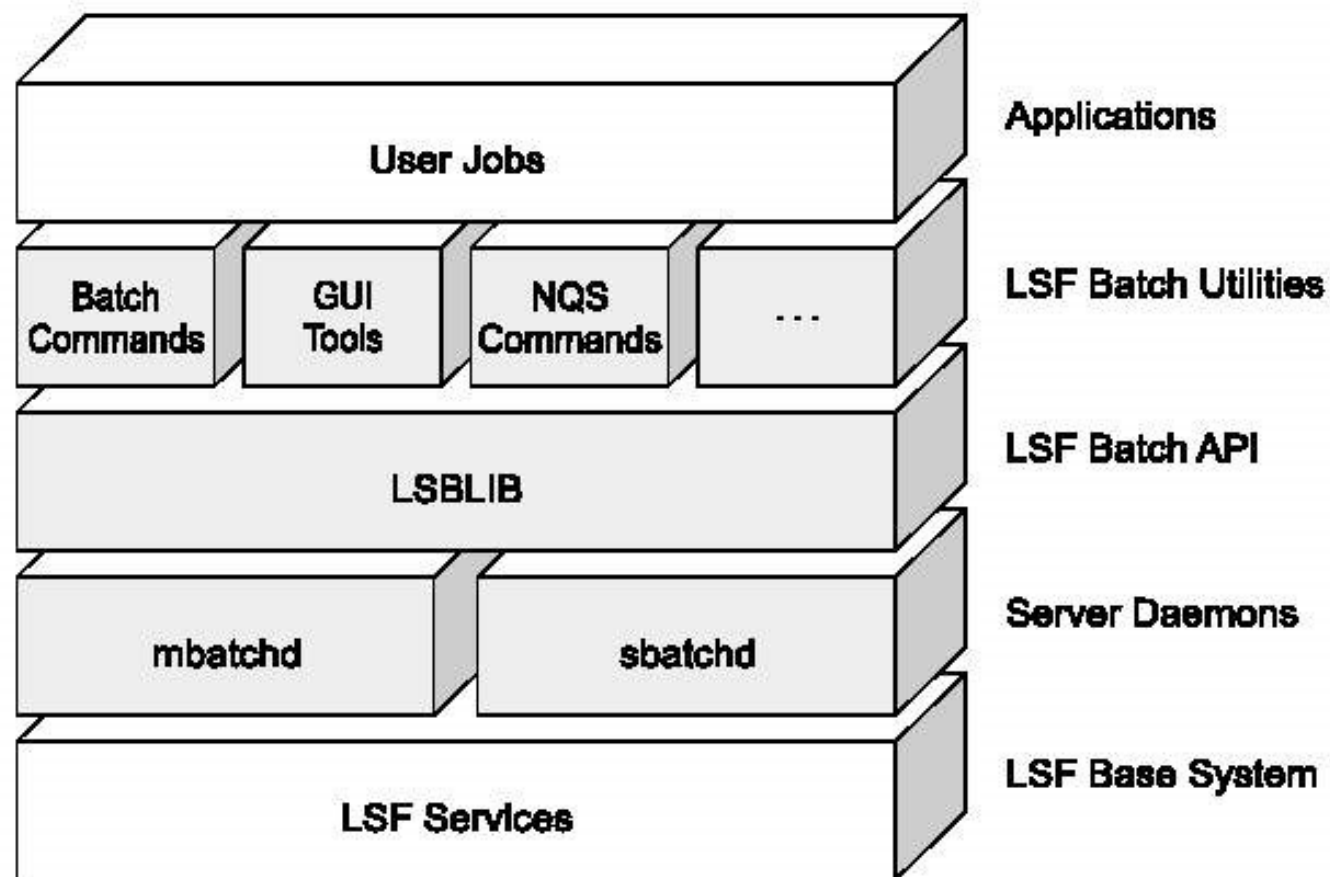 User Jobs
Applications
Batch
Commands
GUI
Tools
NQS
Commands
...
LSF Batch Utilities
LSBLIB
LSF Batch API
mbatchd
sbatchd
Server Daemons
LSF Services
LSF Base System